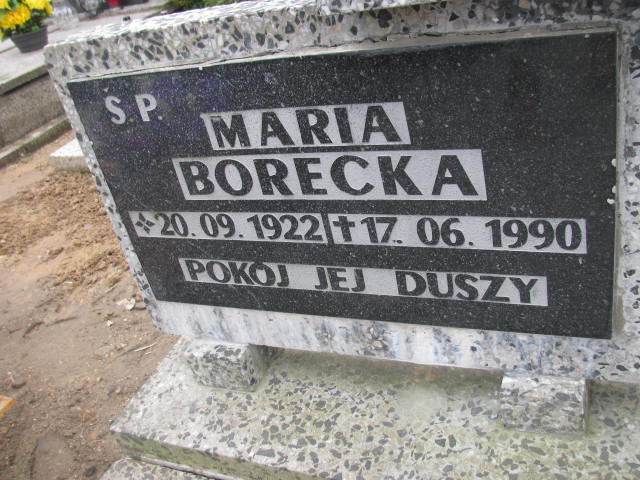 Ś.P.
MARIA
BORECKA
20.09.1922 † 17.06.1990
POKÓJ JEJ DUSZY